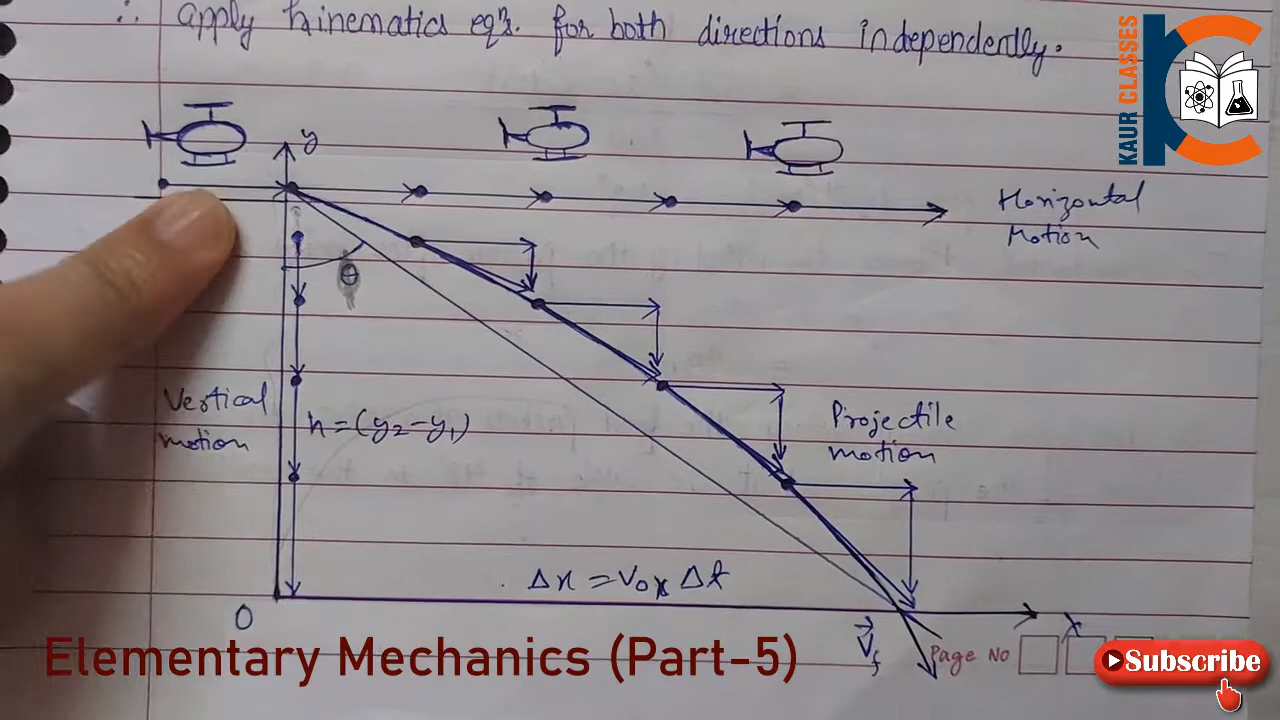 ∴ apply kinematics eqⁿs. for both directions independently.
KAUR CLASSES
y
Horizontal
Motion
θ
Vertical
motion
h = (y₂-y₁)
Projectile
motion
Δx = V₀ₓ Δt
O
V⃗f
x
Page No
Elementary Mechanics (Part-5)
Subscribe